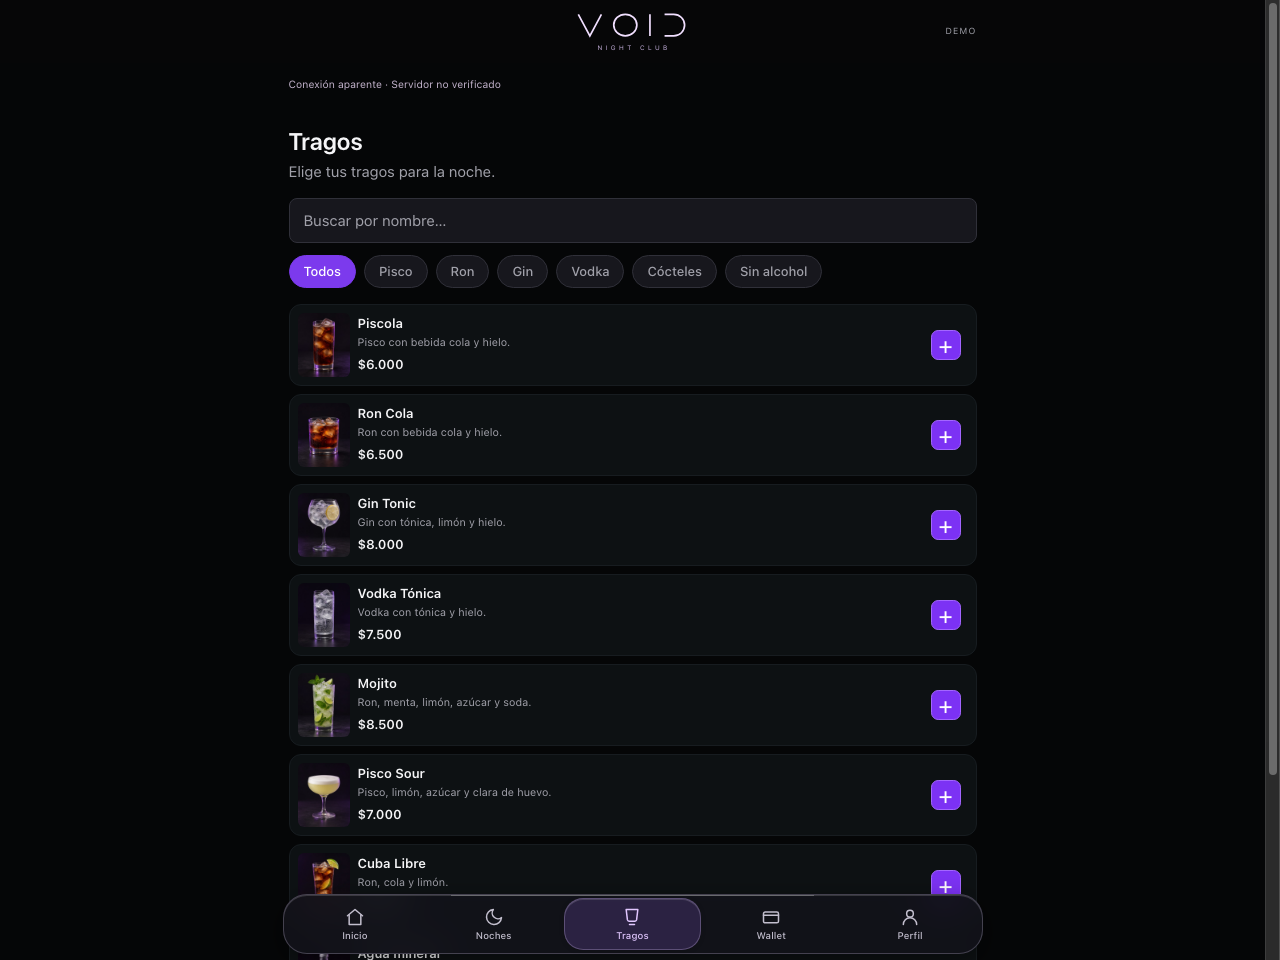 VOID
NIGHT CLUB
DEMO
Conexión aparente · Servidor no verificado
Tragos
Elige tus tragos para la noche.
Buscar por nombre...
Todos
Pisco
Ron
Gin
Vodka
Cócteles
Sin alcohol
Piscola
Pisco con bebida cola y hielo.
$6.000
Ron Cola
Ron con bebida cola y hielo.
$6.500
Gin Tonic
Gin con tónica, limón y hielo.
$8.000
Vodka Tónica
Vodka con tónica y hielo.
$7.500
Mojito
Ron, menta, limón, azúcar y soda.
$8.500
Pisco Sour
Pisco, limón, azúcar y clara de huevo.
$7.000
Cuba Libre
Ron, cola y limón.
Agua mineral
Inicio
Noches
Tragos
Wallet
Perfil